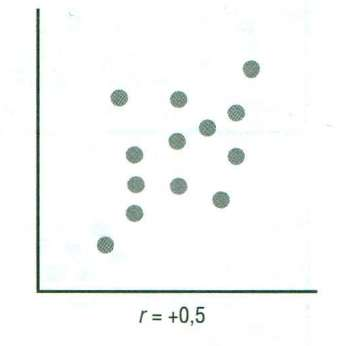 r = +0,5